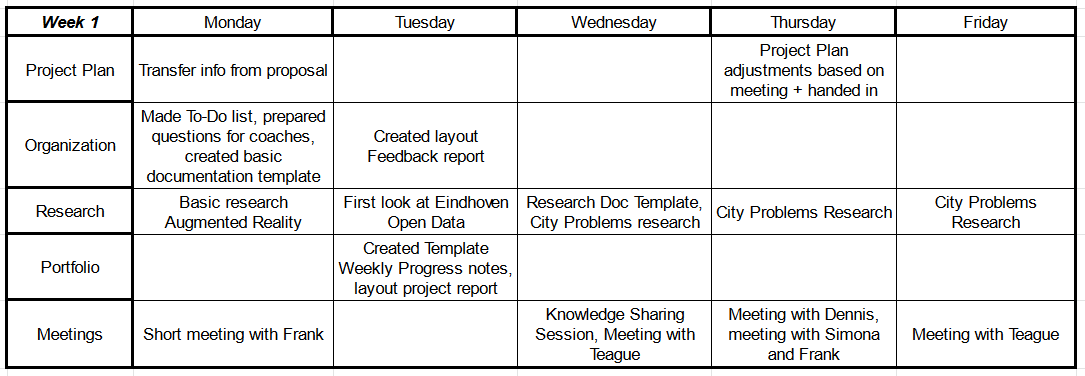 Week 1 Monday Tuesday Wednesday Thursday Friday
Project Plan
Transfer info from proposal
Project Plan
adjustments based on
meeting + handed in
Organization
Made To-Do list, prepared
questions for coaches,
created basic
documentation template
Created layout
Feedback report
Research
Basic research
Augmented Reality
First look at Eindhoven
Open Data
Research Doc Template,
City Problems research
City Problems Research
City Problems
Research
Portfolio
Created Template
Weekly Progress notes,
layout project report
Meetings
Short meeting with Frank
Knowledge Sharing
Session, Meeting with
Teague
Meeting with Dennis,
meeting with Simona
and Frank
Meeting with Teague